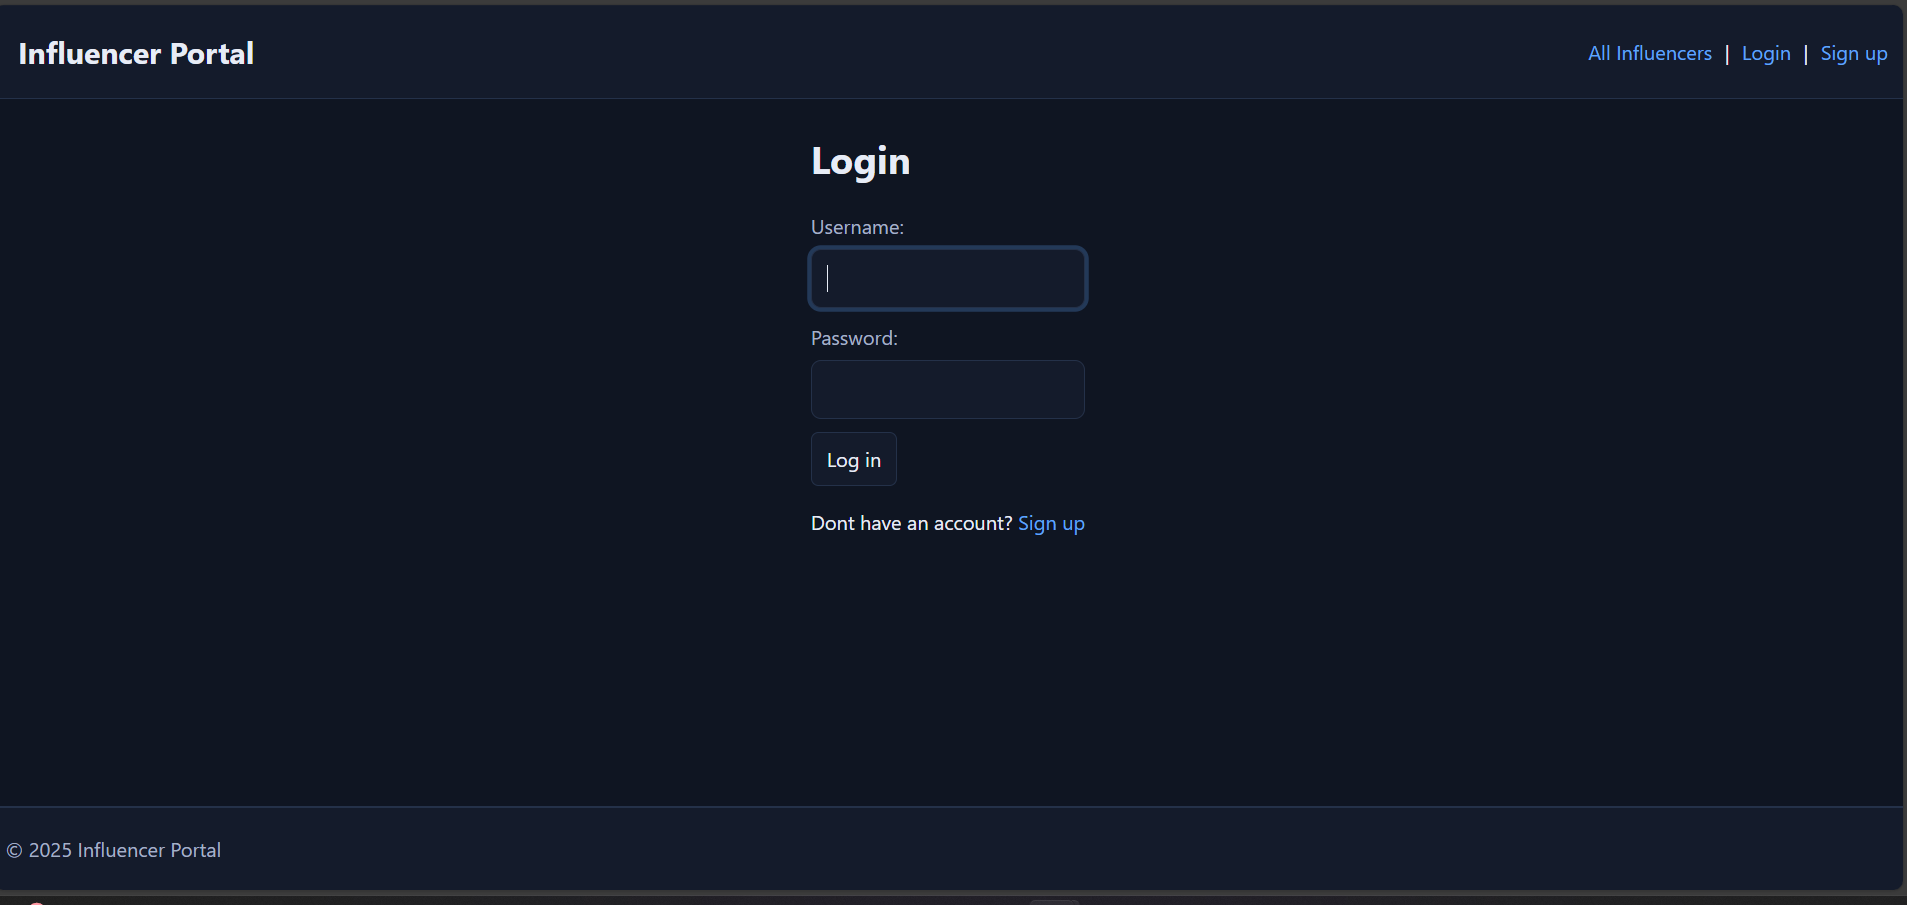 Influencer Portal
All Influencers | Login | Sign up
Login
Username:
Password:
Log in
Dont have an account? Sign up
© 2025 Influencer Portal